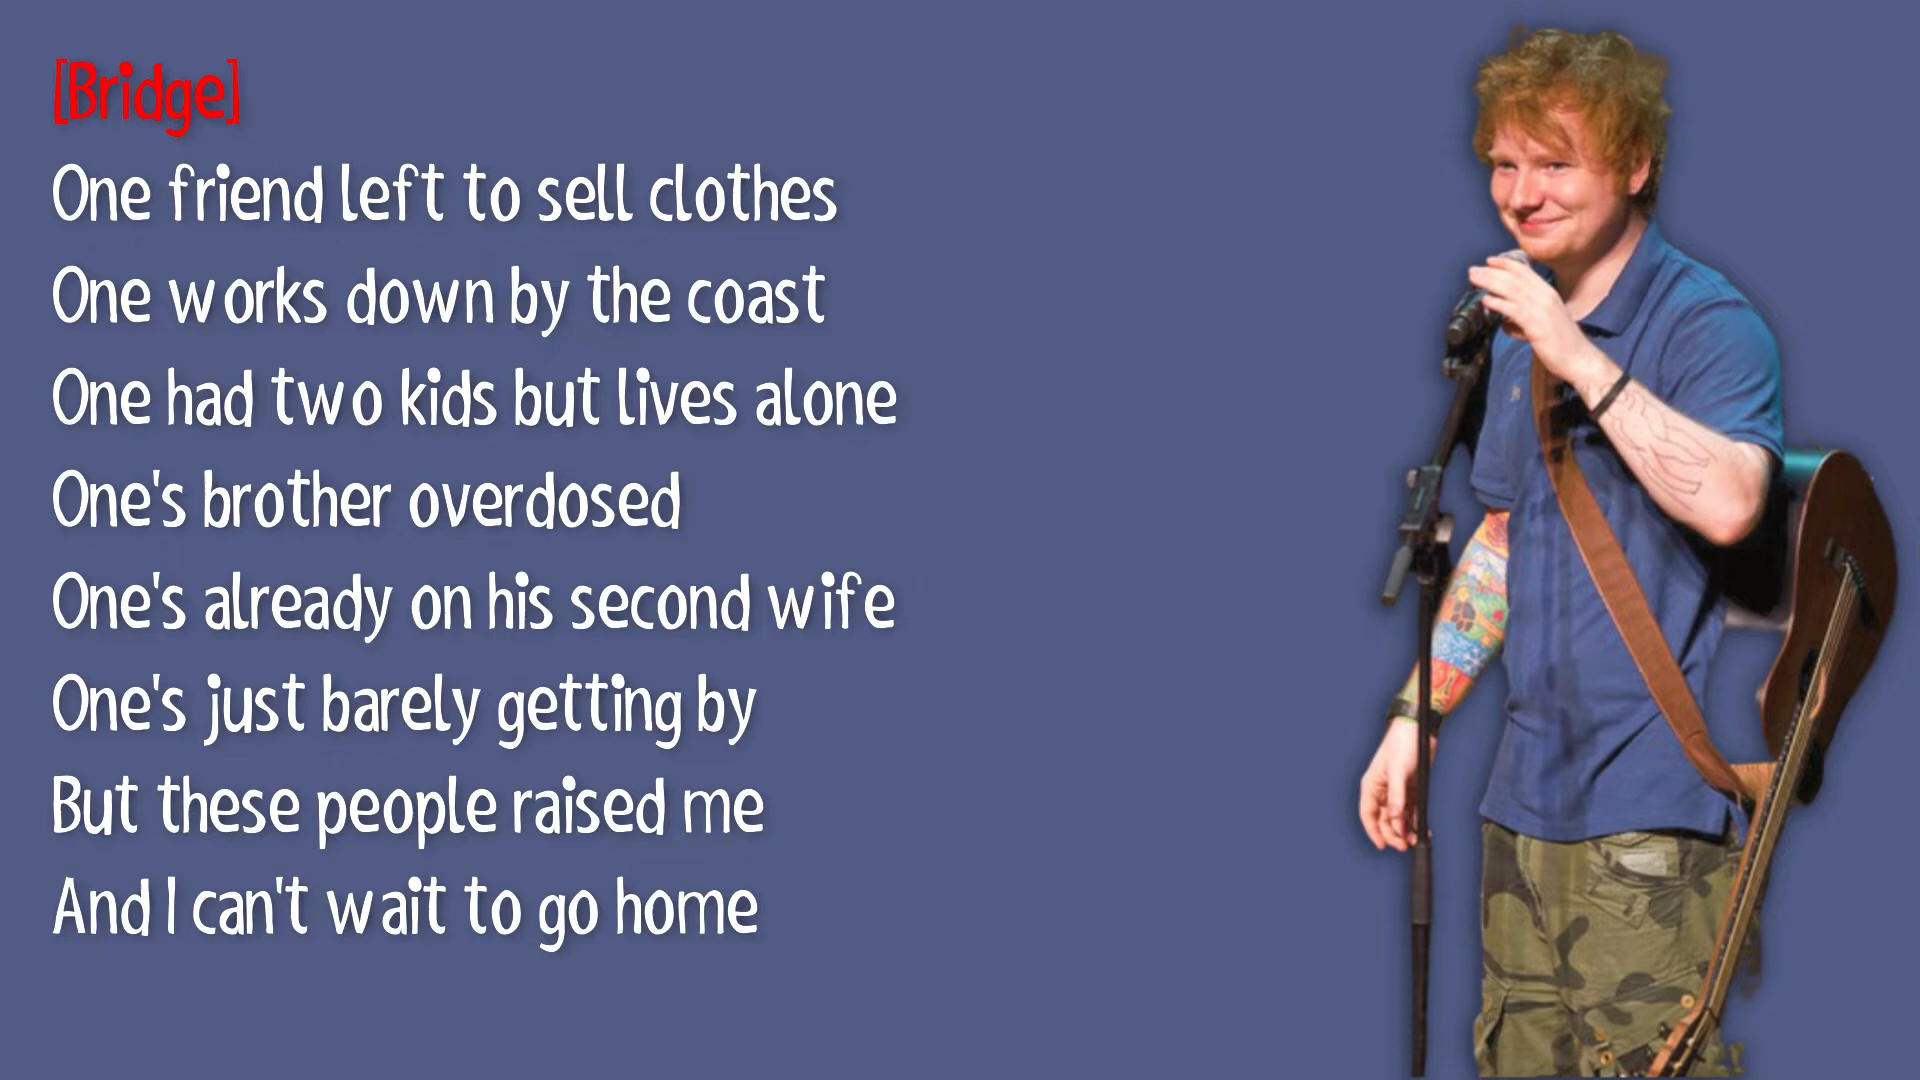 [Bridge]
One friend left to sell clothes
One works down by the coast
One had two kids but lives alone
One's brother overdosed
One's already on his second wife
One's just barely getting by
But these people raised me
And I can't wait to go home